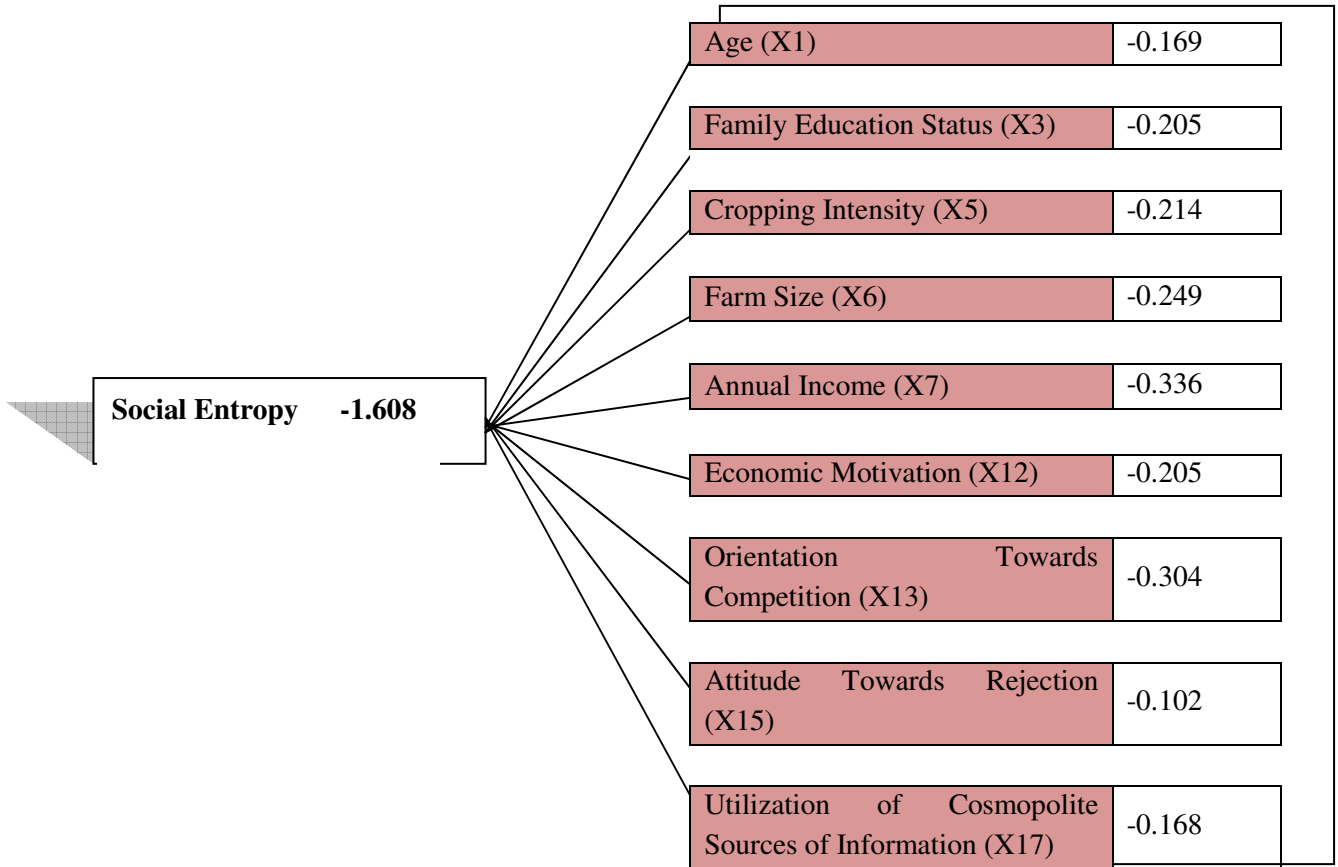 Age (X1) -0.169
Family Education Status (X3) -0.205
Cropping Intensity (X5) -0.214
Farm Size (X6) -0.249
Annual Income (X7) -0.336
Social Entropy -1.608
Economic Motivation (X12) -0.205
Orientation Towards
Competition (X13)
-0.304
Attitude Towards Rejection
(X15)
-0.102
Utilization of Cosmopolite
Sources of Information (X17)
-0.168